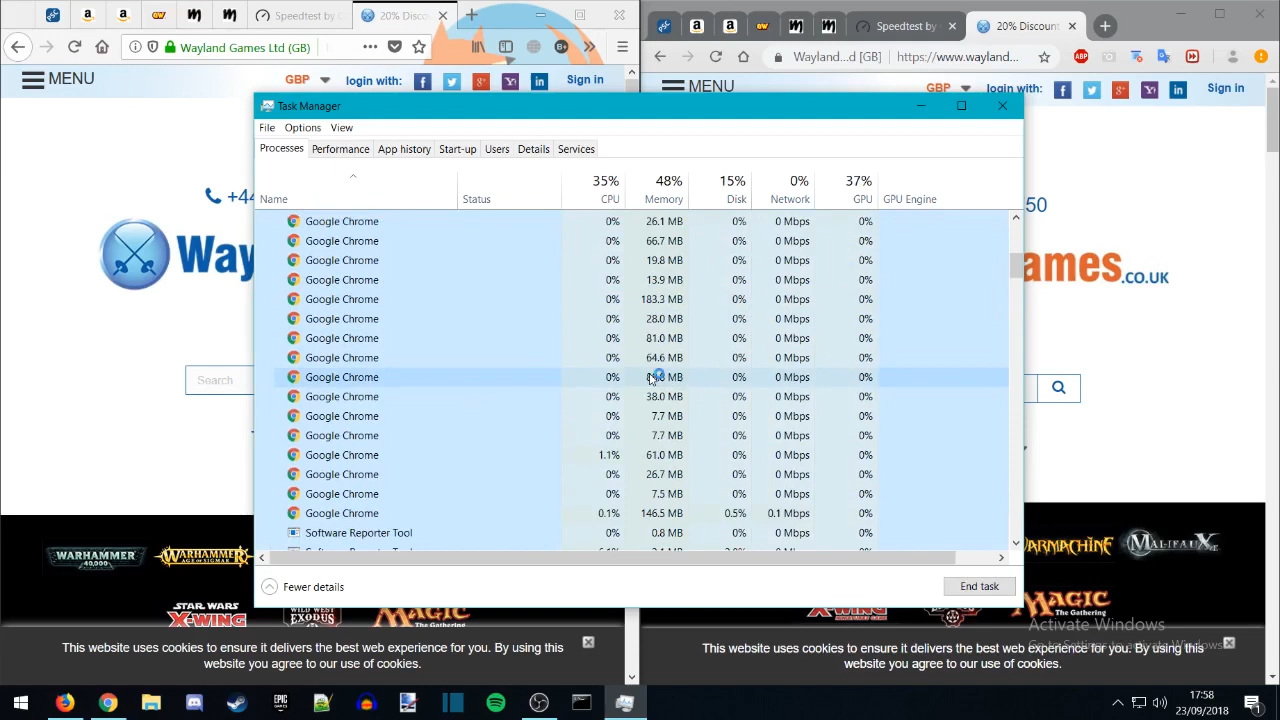 Speedtest by
20% Discount
Speedtest by
20% Discount
Wayland Games Ltd (GB)
Wayland...d [GB]
https://www.wayland...
ABP
MENU
GBP
login with:
Sign in
MENU
GBP
login with:
Sign in
Task Manager
File Options View
Processes Performance App history Start-up Users Details Services
35% 48% 15% 0% 37%
Name Status CPU Memory Disk Network GPU GPU Engine
Google Chrome 0% 26.1 MB 0% 0 Mbps 0%
Google Chrome 0% 66.7 MB 0% 0 Mbps 0%
Google Chrome 0% 19.8 MB 0% 0 Mbps 0%
Google Chrome 0% 13.9 MB 0% 0 Mbps 0%
Google Chrome 0% 183.3 MB 0% 0 Mbps 0%
Google Chrome 0% 28.0 MB 0% 0 Mbps 0%
Google Chrome 0% 81.0 MB 0% 0 Mbps 0%
Google Chrome 0% 64.6 MB 0% 0 Mbps 0%
Google Chrome 0% MB 0% 0 Mbps 0%
Google Chrome 0% 38.0 MB 0% 0 Mbps 0%
Google Chrome 0% 7.7 MB 0% 0 Mbps 0%
Google Chrome 0% 7.7 MB 0% 0 Mbps 0%
Google Chrome 1.1% 61.0 MB 0% 0 Mbps 0%
Google Chrome 0% 26.7 MB 0% 0 Mbps 0%
Google Chrome 0% 7.5 MB 0% 0 Mbps 0%
Google Chrome 0.1% 146.5 MB 0.5% 0.1 Mbps 0%
Software Reporter Tool 0% 0.8 MB 0% 0 Mbps 0%
Fewer details
End task
+44
50
Way
ames.co.uk
Search
WARHAMMER
40,000
WARHAMMER
AGE OF SIGMAR
STAR WARS
X-WING
WILD WEST
EXODUS
MAGIC
The Gathering
ARMACHINE
MALIFAUX
X-WING
MAGIC
The Gathering
Activate Windows
This website uses cookies to ensure it delivers the best web experience for you. By using this
website you agree to our use of cookies.
This website uses cookies to ensure it delivers the best web experience for you. By using this
website you agree to our use of cookies.
EPIC
GAMES
17:58
23/09/2018